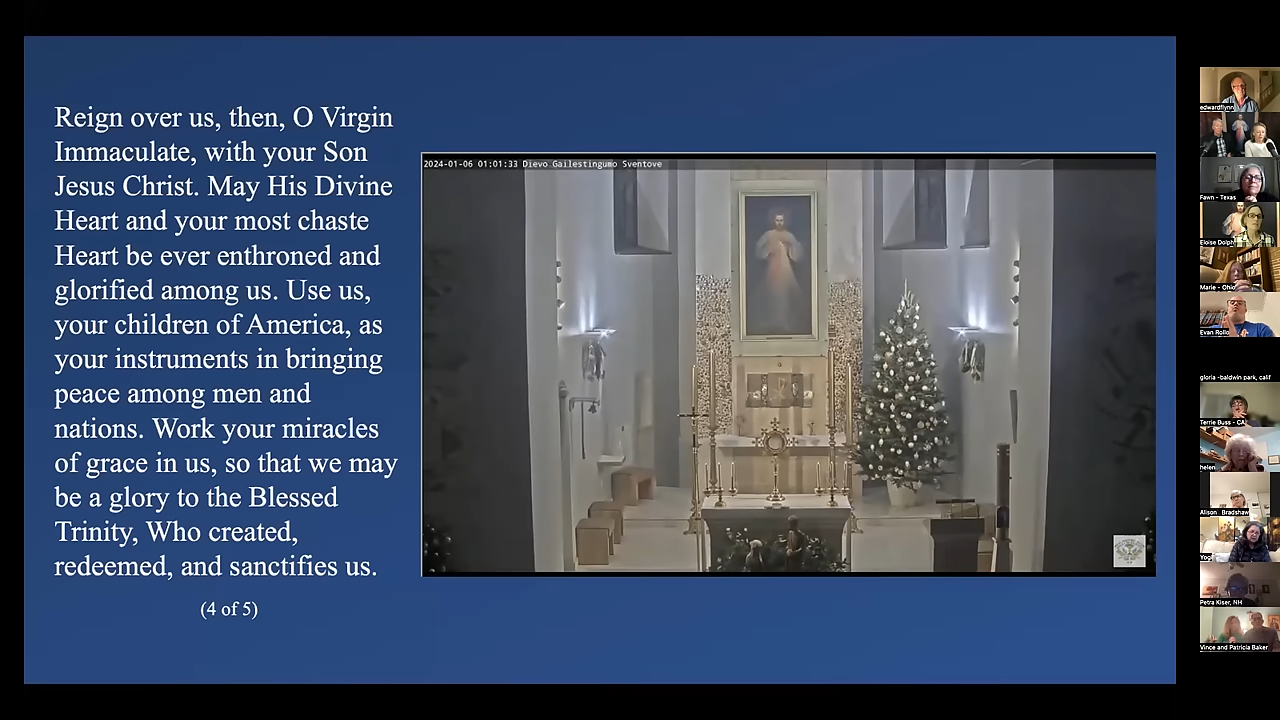 Reign over us, then, O Virgin
Immaculate, with your Son
Jesus Christ. May His Divine
Heart and your most chaste
Heart be ever enthroned and
glorified among us. Use us,
your children of America, as
your instruments in bringing
peace among men and
nations. Work your miracles
of grace in us, so that we may
be a glory to the Blessed
Trinity, Who created,
redeemed, and sanctifies us.
(4 of 5)
2024-01-06 01:01:33 Dievo Gailestingumo Sventove
edwardflynn
Fawn - Texas
Eloise Dolph
Marie - Ohio
Evan Rollo
gloria -baldwin park, calif
Terrie Buss - CA
helen
Alison Bradshaw
Petra Kiser, NH
Vince and Patricia Baker